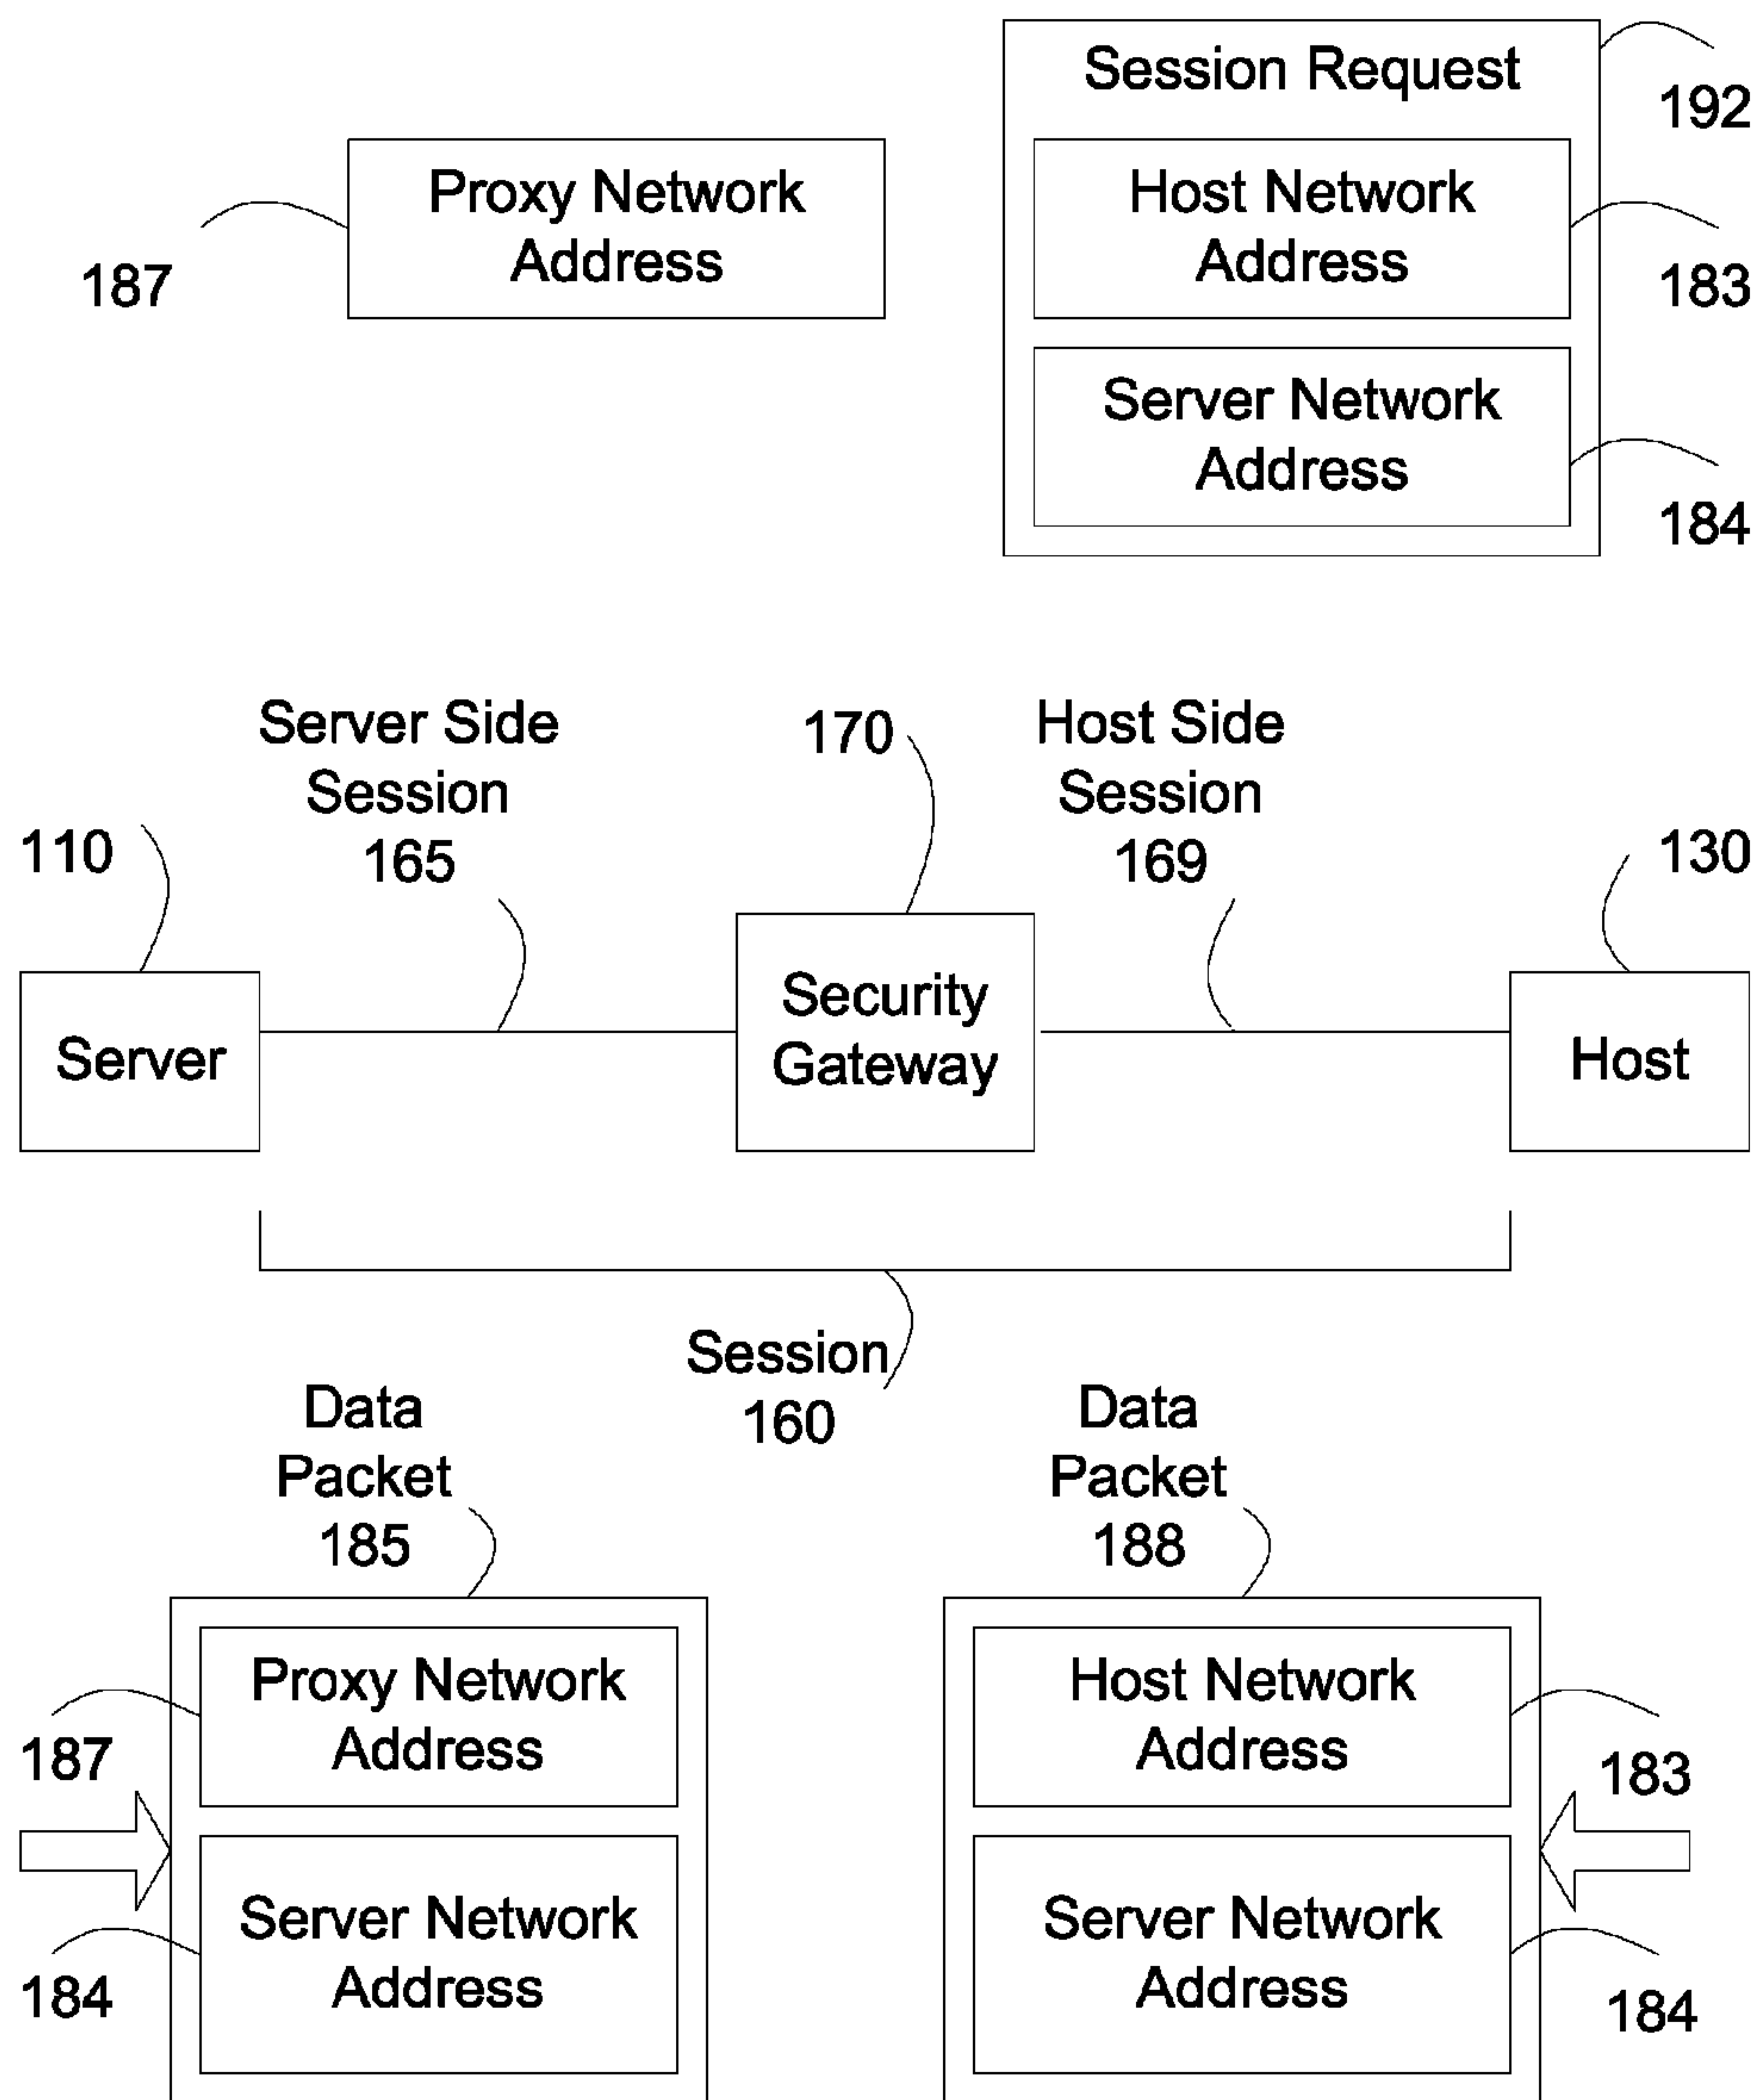 Session Request
192
Proxy Network
Address
187
Host Network
Address
183
Server Network
Address
184
Server Side
Session
165
170
Host Side
Session
169
110
130
Server
Security
Gateway
Host
Session
160
Data
Packet
185
Data
Packet
188
Proxy Network
Address
187
Server Network
Address
184
Host Network
Address
183
Server Network
Address
184